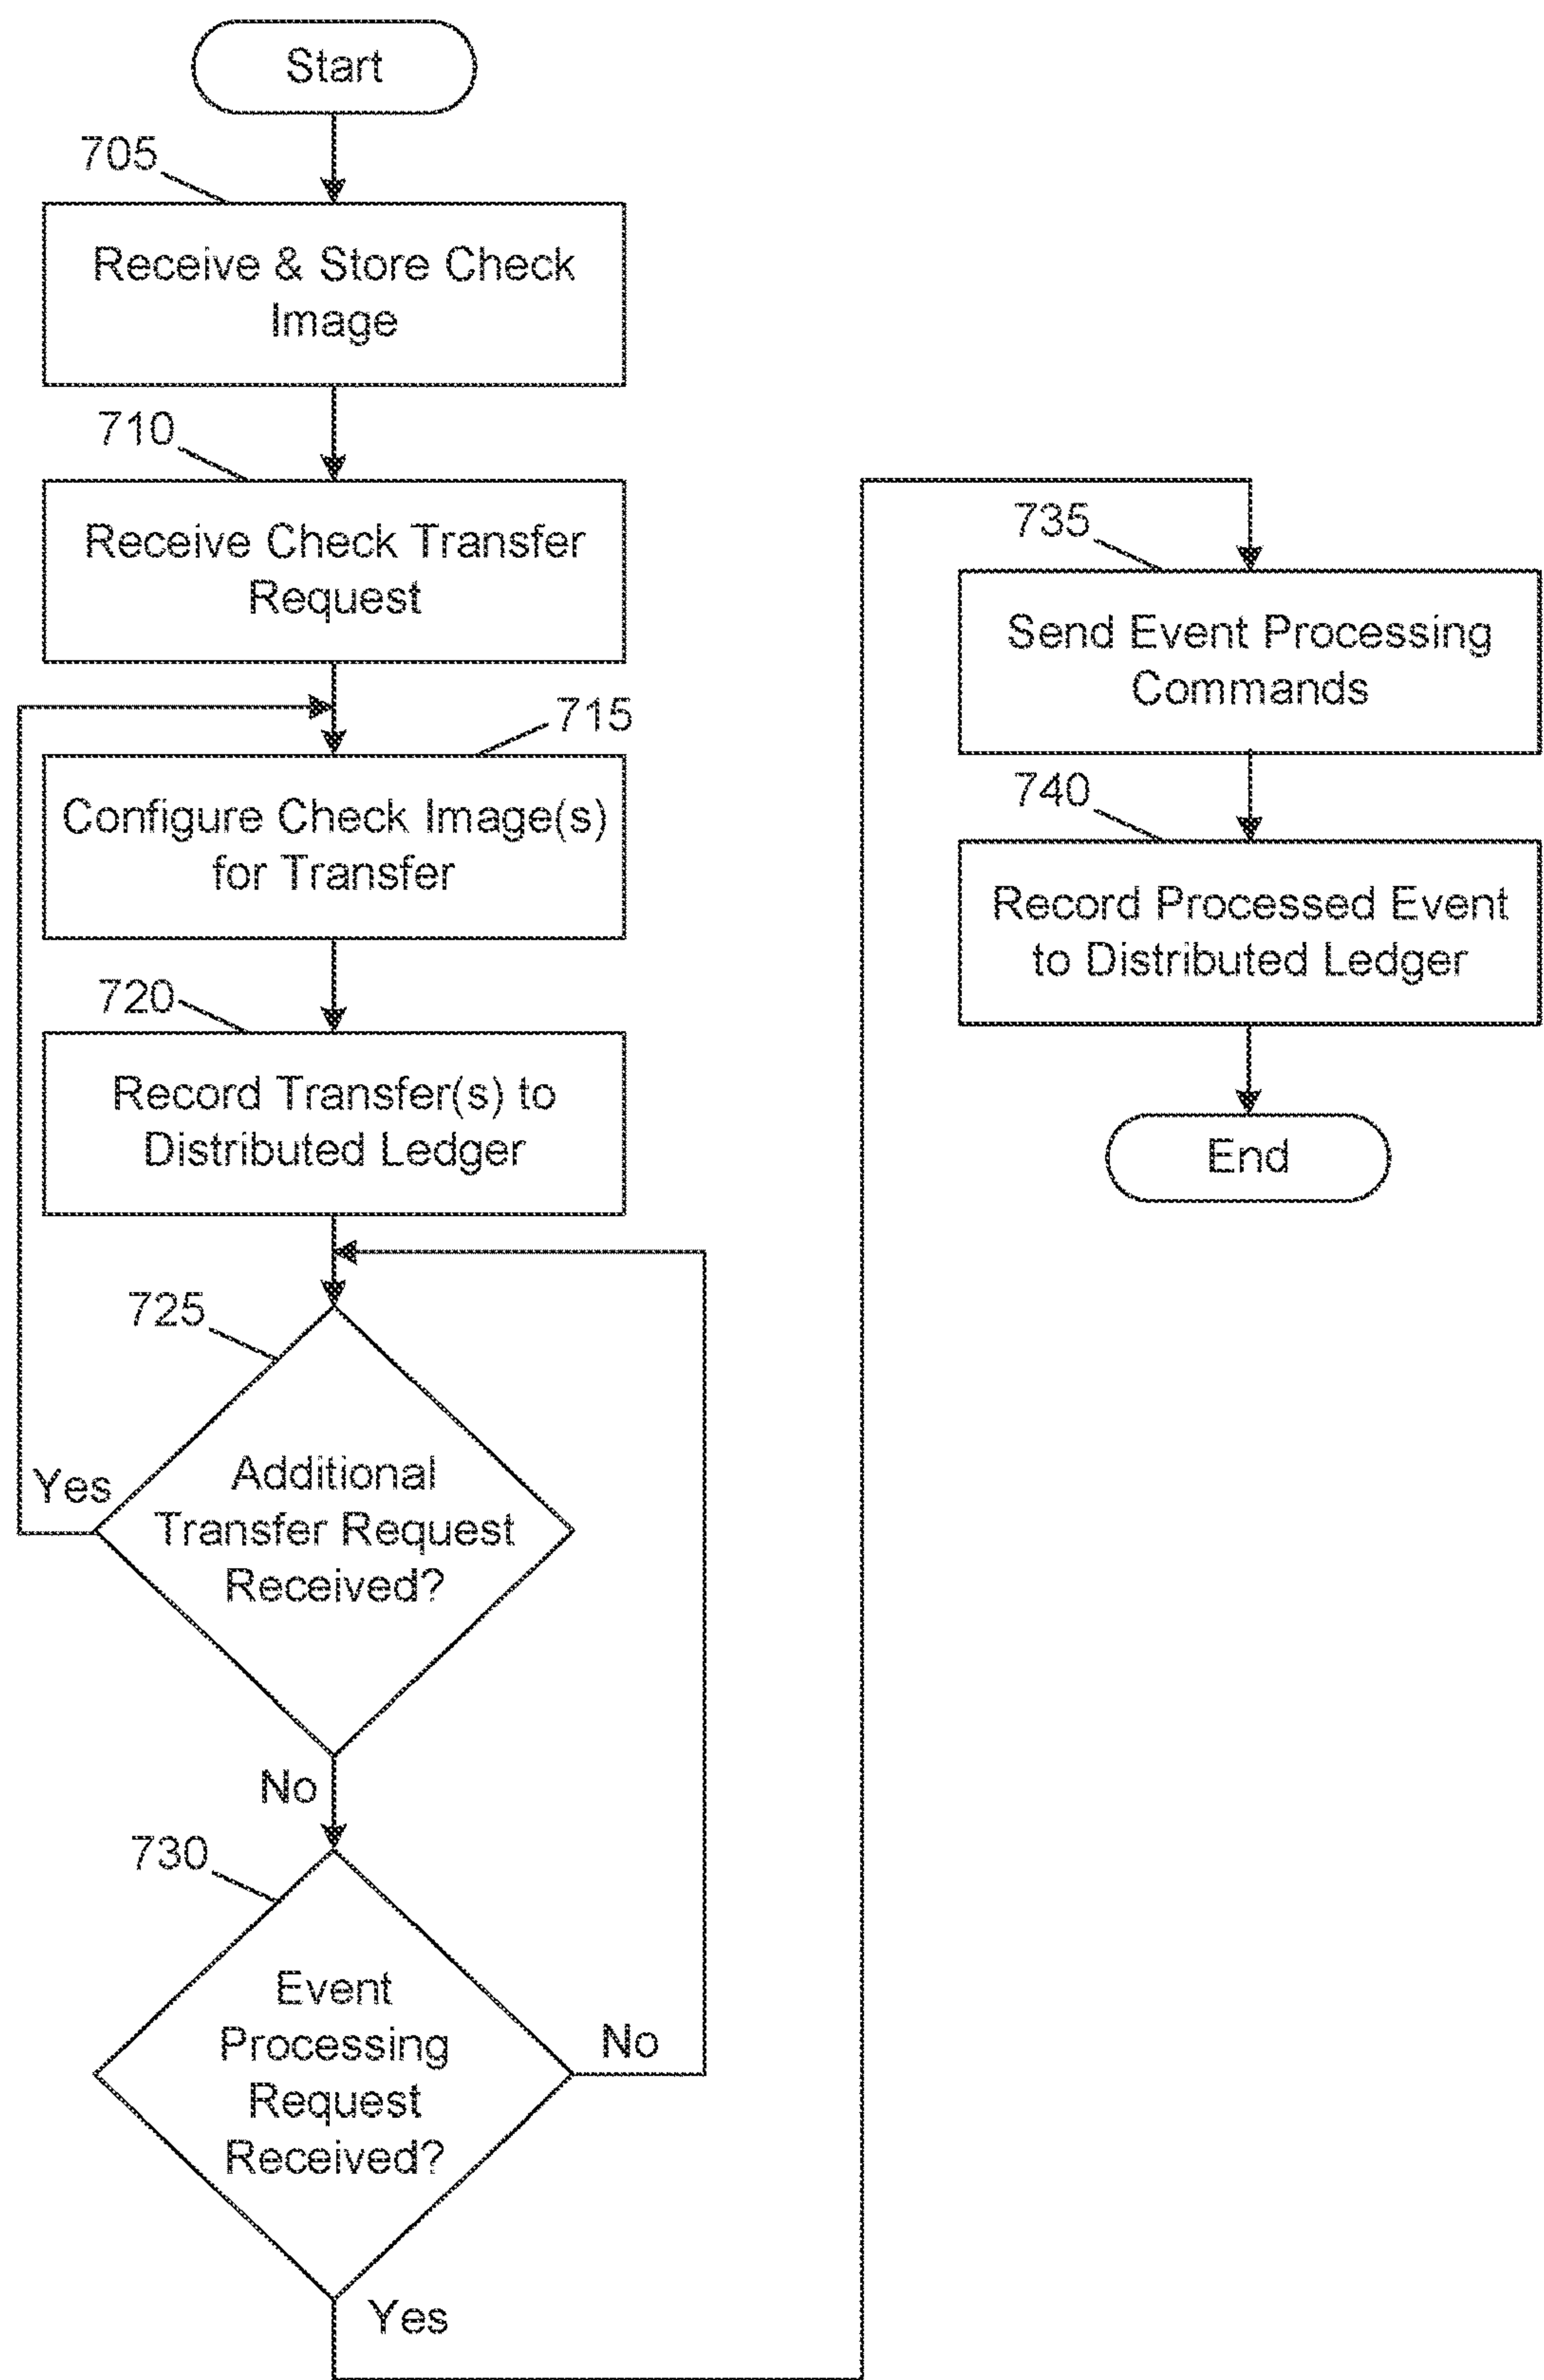 Start
705
Receive & Store Check
Image
710
Receive Check Transfer
Request
715
Configure Check Image(s)
for Transfer
720
Record Transfer(s) to
Distributed Ledger
725
Additional
Transfer Request
Received?
Yes
No
730
Event
Processing
Request
Received?
No
Yes
735
Send Event Processing
Commands
740
Record Processed Event
to Distributed Ledger
End